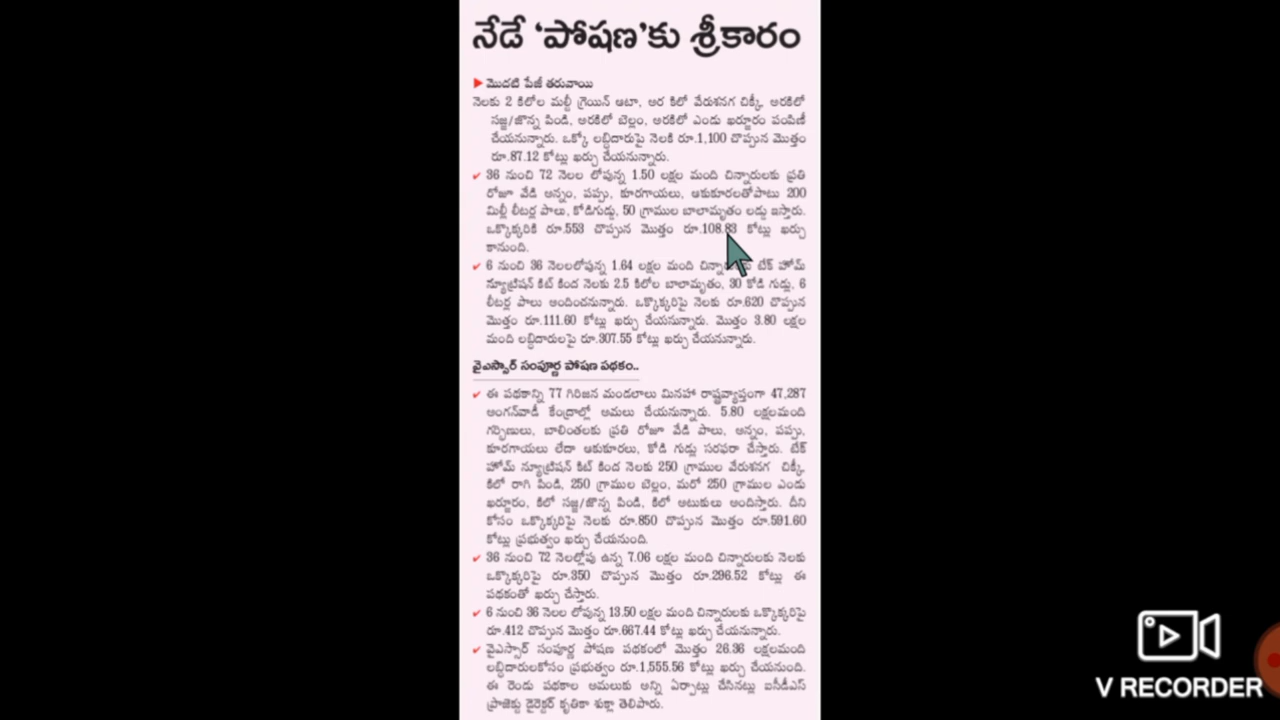 నేడే ‘పోషణ’కు శ్రీకారం
మొదటి పేజీ తరువాయి
నెలకు 2 కిలోల మల్టీ గ్రెయిన్ ఆటా, అర కిలో వేరుశనగ చిక్కీ, అరకిలో
సజ్జ/జొన్న పిండి, అరకిలో బెల్లం, అరకిలో ఎండు ఖర్జూరం పంపిణీ
చేయనున్నారు. ఒక్కో లబ్ధిదారుపై నెలకి రూ.1,100 చొప్పున మొత్తం
రూ.87.12 కోట్లు ఖర్చు చేయనున్నారు.
✔ 36 నుంచి 72 నెలల లోపున్న 1.50 లక్షల మంది చిన్నారులకు ప్రతి
రోజూ వేడి అన్నం, పప్పు, కూరగాయలు, ఆకుకూరలతోపాటు 200
మిల్లీ లీటర్ల పాలు, కోడిగుడ్డు, 50 గ్రాముల బాలామృతం లడ్డు ఇస్తారు.
ఒక్కొక్కరికి రూ.553 చొప్పున మొత్తం రూ.108.83 కోట్లు ఖర్చు
కానుంది.
✔ 6 నుంచి 36 నెలలలోపున్న 1.64 లక్షల మంది టేక్ హోమ్
న్యూట్రిషన్ కిట్ కింద నెలకు 2.5 కిలోల బాలామృతం, 30 కోడి గుడ్లు, 6
లీటర్ల పాలు అందించనున్నారు. ఒక్కొక్కరిపై నెలకు రూ.620 చొప్పున
మొత్తం రూ.111.60 కోట్లు ఖర్చు చేయనున్నారు. మొత్తం 3.80 లక్షల
మంది లబ్ధిదారులపై రూ.307.55 కోట్లు ఖర్చు చేయనున్నారు.
వైఎస్సార్ సంపూర్ణ పోషణ పథకం..
✔ ఈ పథకాన్ని 77 గిరిజన మండలాలు మినహా రాష్ట్రవ్యాప్తంగా 47,287
అంగన్‌వాడీ కేంద్రాల్లో అమలు చేయనున్నారు. 5.80 లక్షలమంది
గర్భిణులు, బాలింతలకు ప్రతి రోజూ వేడి పాలు, అన్నం, పప్పు,
కూరగాయలు లేదా ఆకుకూరలు, కోడి గుడ్లు సరఫరా చేస్తారు. టేక్
హోమ్ న్యూట్రిషన్ కిట్ కింద నెలకు 250 గ్రాముల వేరుశనగ చిక్కీ,
కిలో రాగి పిండి, 250 గ్రాముల బెల్లం, మరో 250 గ్రాముల ఎండు
ఖర్జూరం, కిలో సజ్జ/జొన్న పిండి, కిలో అటుకులు అందిస్తారు. దీని
కోసం ఒక్కొక్కరిపై నెలకు రూ.850 చొప్పున మొత్తం రూ.591.60
కోట్లు ప్రభుత్వం ఖర్చు చేయనుంది.
✔ 36 నుంచి 72 నెలల్లోపు ఉన్న 7.06 లక్షల మంది చిన్నారులకు నెలకు
ఒక్కొక్కరిపై రూ.350 చొప్పున మొత్తం రూ.296.52 కోట్లు ఈ
పథకంతో ఖర్చు చేస్తారు.
✔ 6 నుంచి 36 నెలల లోపున్న 13.50 లక్షల మంది చిన్నారులకు ఒక్కొక్కరిపై
రూ.412 చొప్పున మొత్తం రూ.667.44 కోట్లు ఖర్చు చేయనున్నారు.
✔ వైఎస్సార్ సంపూర్ణ పోషణ పథకంలో మొత్తం 26.36 లక్షలమంది
లబ్ధిదారులకోసం ప్రభుత్వం రూ.1,555.56 కోట్లు ఖర్చు చేయనుంది.
ఈ రెండు పథకాల అమలుకు అన్ని ఏర్పాట్లు చేసినట్లు ఐసీడీఎస్
ప్రాజెక్టు డైరెక్టర్ కృతికా శుక్లా తెలిపారు.
V RECORDER